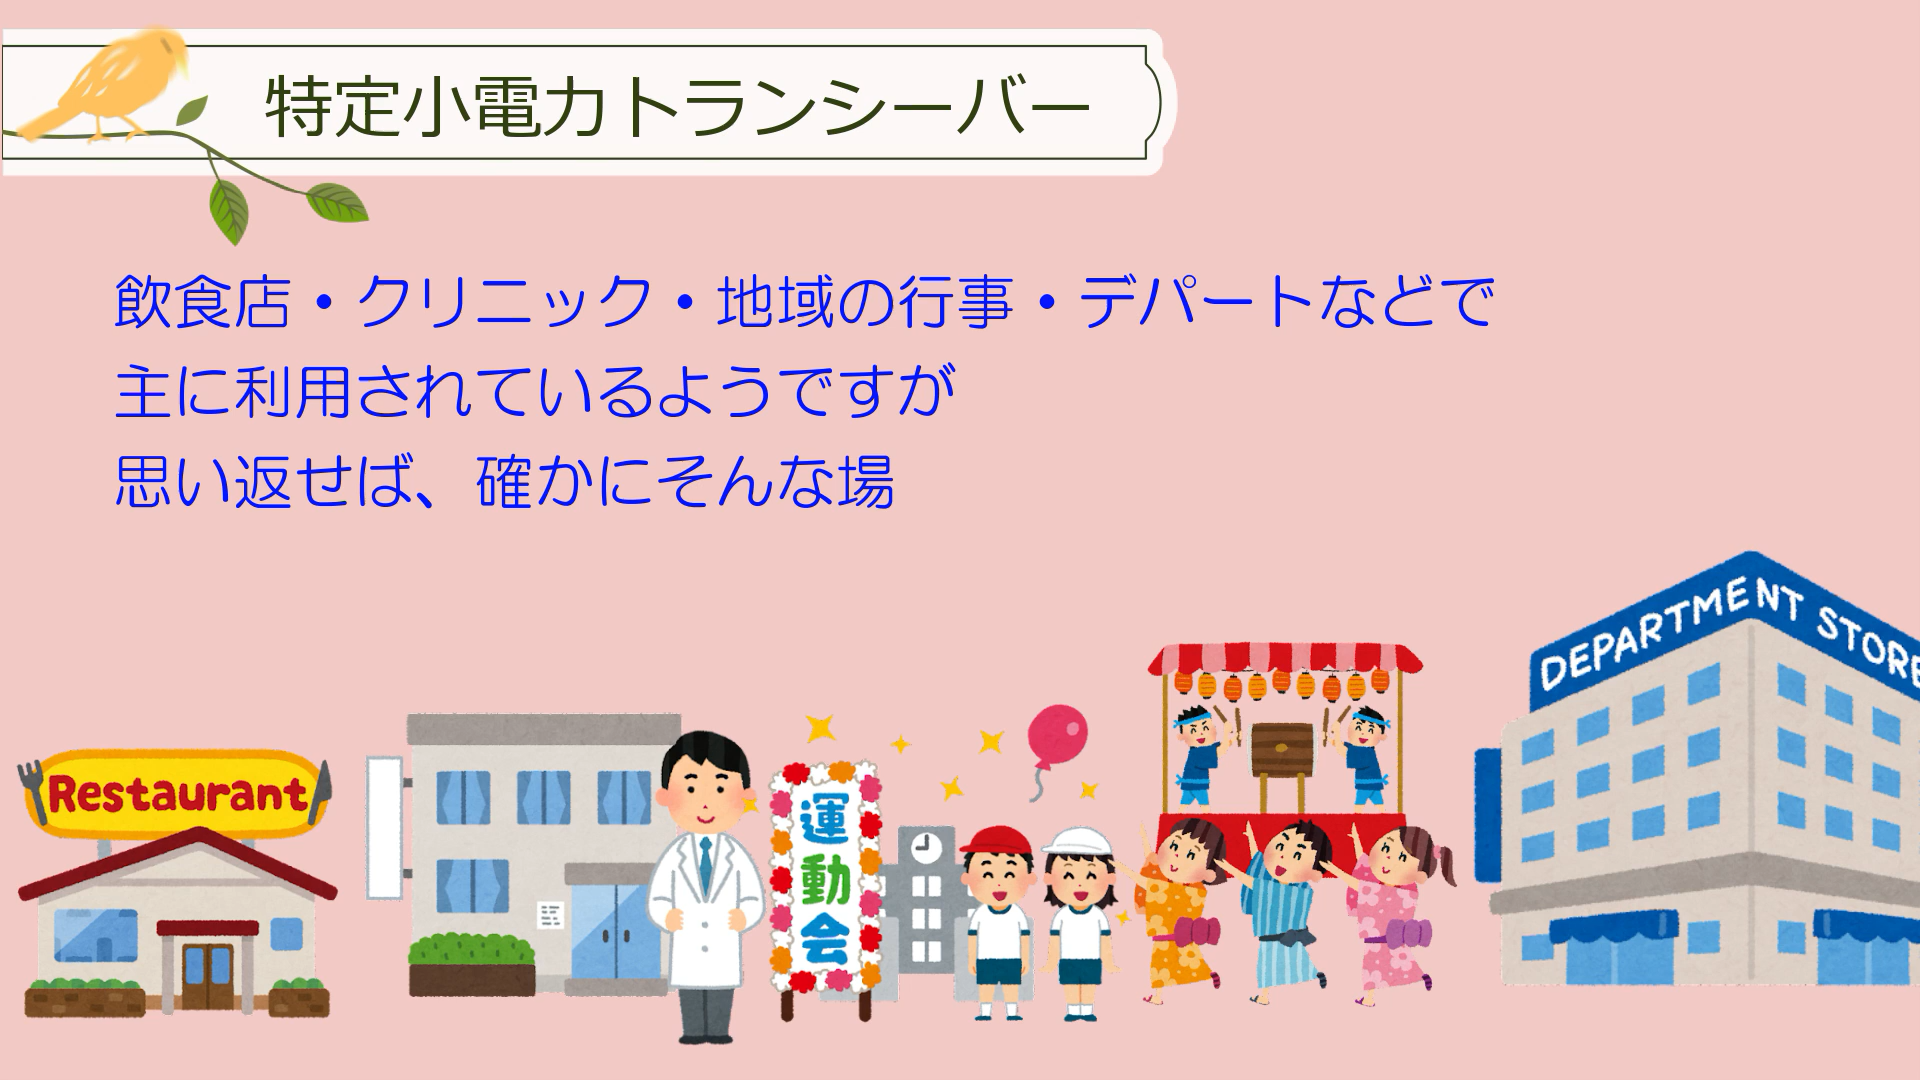 特定小電力トランシーバー
飲食店・クリニック・地域の行事・デパートなどで
主に利用されているようですが
思い返せば、確かにそんな場
DEPARTMENT STORE
Restaurant
運動会